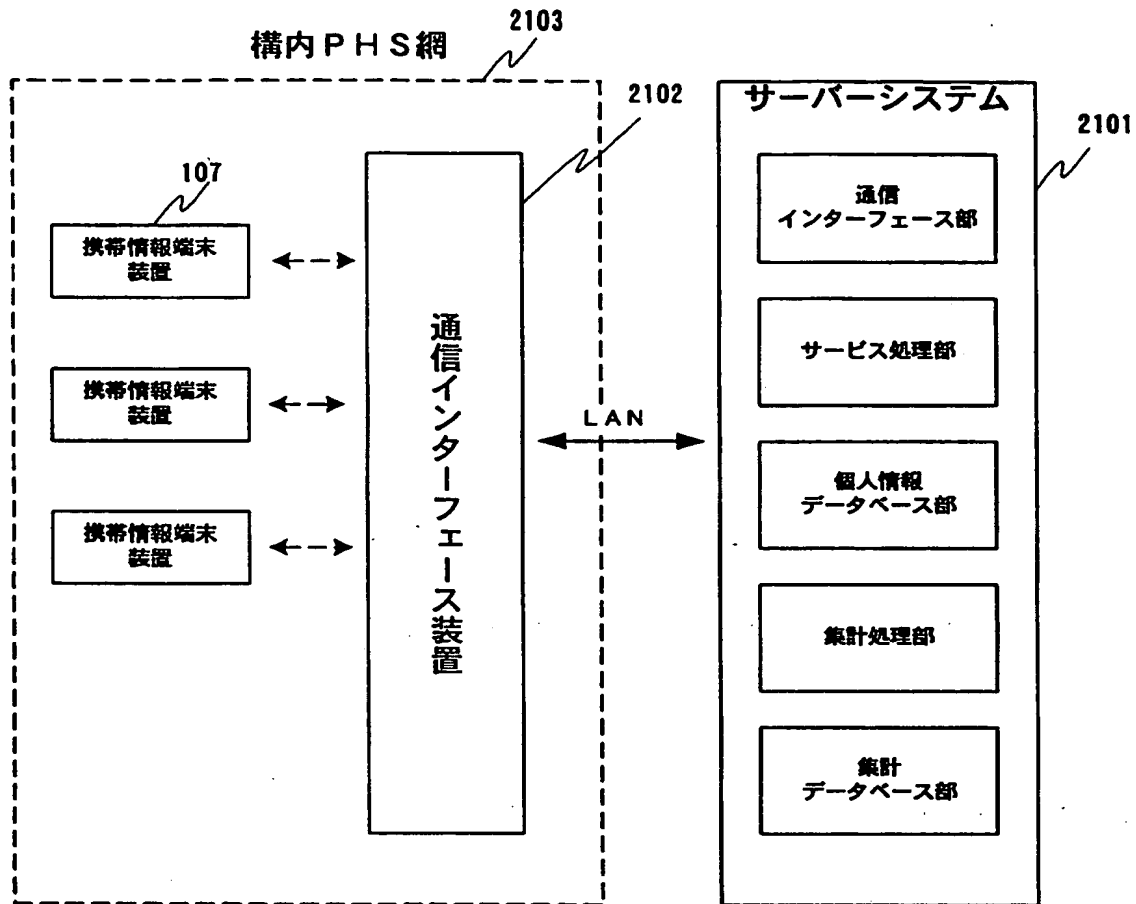 2103
構内PHS網
2102
サーバーシステム
2101
107
通信
インターフェース部
携帯情報端末
装置
サービス処理部
携帯情報端末
装置
通信インターフェース装置
LAN
個人情報
データベース部
携帯情報端末
装置
集計処理部
集計
データベース部